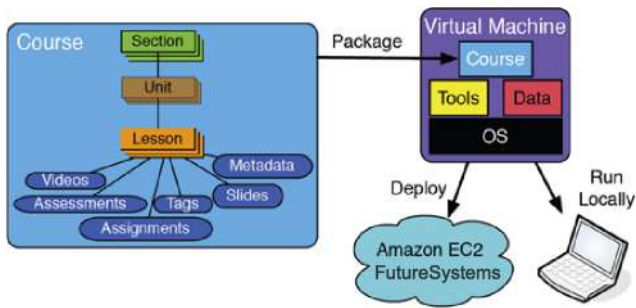 Course
Section
Unit
Lesson
Videos
Assessments
Assignments
Tags
Slides
Metadata
Package
Virtual Machine
Course
Tools
Data
OS
Deploy
Run
Locally
Amazon EC2
FutureSystems